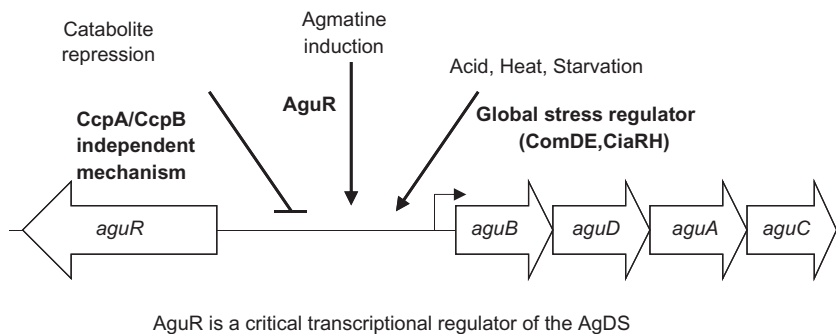 Catabolite
repression
Agmatine
induction
Acid, Heat, Starvation
AguR
CcpA/CcpB
independent
mechanism
Global stress regulator
(ComDE,CiaRH)
aguR
aguB
aguD
aguA
aguC
AguR is a critical transcriptional regulator of the AgDS